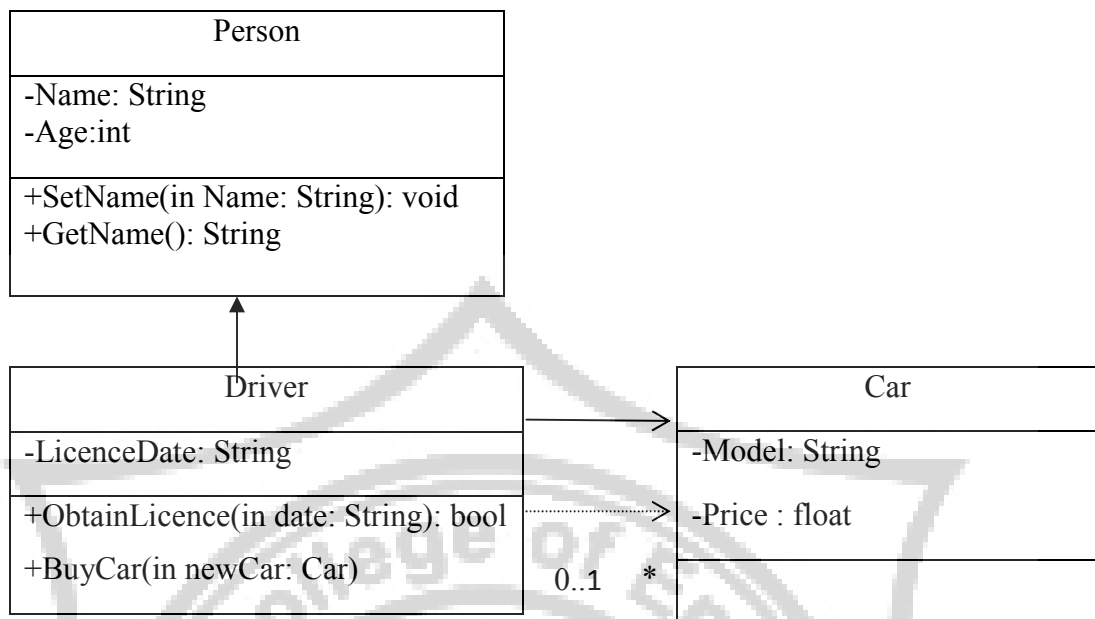 Person
-Name: String
-Age:int
+SetName(in Name: String): void
+GetName(): String
Driver
-LicenceDate: String
+ObtainLicence(in date: String): bool
+BuyCar(in newCar: Car)
0..1 *
Car
-Model: String
-Price : float